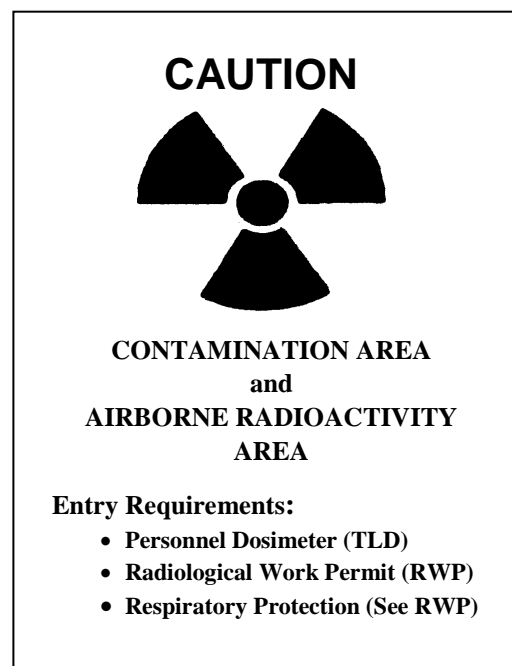 CAUTION
CONTAMINATION AREA
and
AIRBORNE RADIOACTIVITY
AREA
Entry Requirements:
• Personnel Dosimeter (TLD)
• Radiological Work Permit (RWP)
• Respiratory Protection (See RWP)